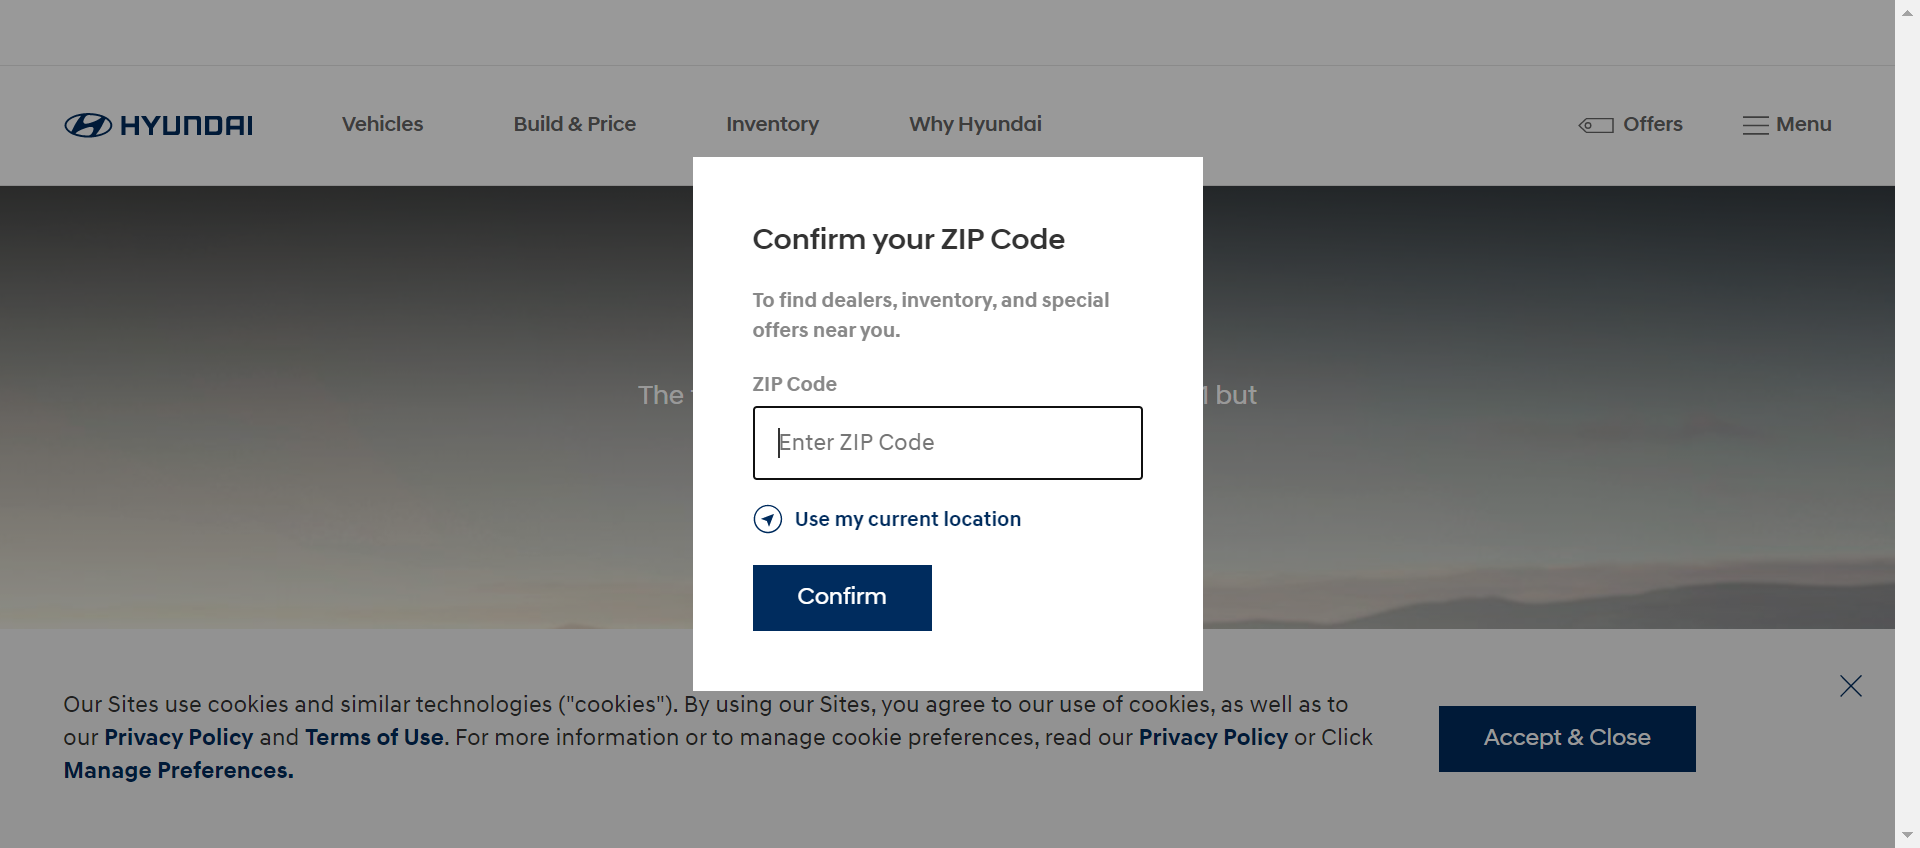 HYUNDAI
Vehicles
Build & Price
Inventory
Why Hyundai
Offers
Menu
Confirm your ZIP Code
To find dealers, inventory, and special
offers near you.
ZIP Code
Enter ZIP Code
Use my current location
Confirm
The
but
Our Sites use cookies and similar technologies ("cookies"). By using our Sites, you agree to our use of cookies, as well as to
our Privacy Policy and Terms of Use. For more information or to manage cookie preferences, read our Privacy Policy or Click
Manage Preferences.
Accept & Close